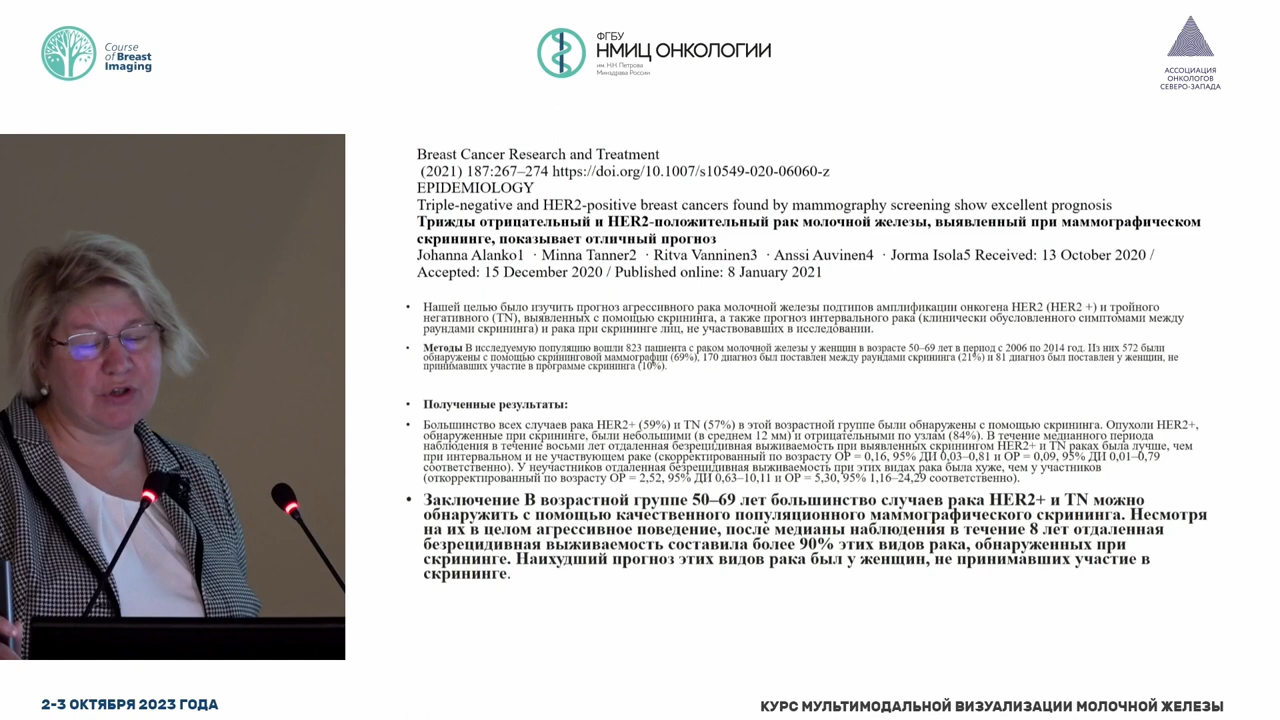 Course
of Breast
Imaging
ФГБУ
НМИЦ ОНКОЛОГИИ
им. Н.Н. Петрова
Минздрава России
АССОЦИАЦИЯ
ОНКОЛОГОВ
СЕВЕРО-ЗАПАДА
Breast Cancer Research and Treatment
(2021) 187:267–274 https://doi.org/10.1007/s10549-020-06060-z
EPIDEMIOLOGY
Triple-negative and HER2-positive breast cancers found by mammography screening show excellent prognosis
Трижды отрицательный и HER2-положительный рак молочной железы, выявленный при маммографическом
скрининге, показывает отличный прогноз
Johanna Alanko1 · Minna Tanner2 · Ritva Vanninen3 · Anssi Auvinen4 · Jorma Isola5 Received: 13 October 2020 /
Accepted: 15 December 2020 / Published online: 8 January 2021
• Нашей целью было изучить прогноз агрессивного рака молочной железы подтипов амплификации онкогена HER2 (HER2 +) и тройного
негативного (TN), выявленных с помощью скрининга, а также прогноз интервального рака (клинически обусловленного симптомами между
раундами скрининга) и рака при скрининге лиц, не участвовавших в исследовании.
• Методы В исследуемую популяцию вошли 823 пациента с раком молочной железы у женщин в возрасте 50–69 лет в период с 2006 по 2014 год. Из них 572 были
обнаружены с помощью скрининговой маммографии (69%), 170 диагноз был поставлен между раундами скрининга (21%) и 81 диагноз был поставлен у женщин, не
принимавших участие в программе скрининга (10%).
• Полученные результаты:
• Большинство всех случаев рака HER2+ (59%) и TN (57%) в этой возрастной группе были обнаружены с помощью скрининга. Опухоли HER2+,
обнаруженные при скрининге, были небольшими (в среднем 12 мм) и отрицательными по узлам (84%). В течение медианного периода
наблюдения в течение восьми лет отдаленная безрецидивная выживаемость при выявленных скринингом HER2+ и TN раках была лучше, чем
при интервальном и не участвующем раке (скорректированный по возрасту ОР = 0,16, 95% ДИ 0,03–0,81 и ОР = 0,09, 95% ДИ 0,01–0,79
соответственно). У неучастников отдаленная безрецидивная выживаемость при этих видах рака была хуже, чем у участников
(откорректированный по возрасту ОР = 2,52, 95% ДИ 0,63–10,11 и ОР = 5,30, 95% 1,16–24,29 соответственно).
• Заключение В возрастной группе 50–69 лет большинство случаев рака HER2+ и TN можно
обнаружить с помощью качественного популяционного маммографического скрининга. Несмотря
на их в целом агрессивное поведение, после медианы наблюдения в течение 8 лет отдаленная
безрецидивная выживаемость составила более 90% этих видов рака, обнаруженных при
скрининге. Наихудший прогноз этих видов рака был у женщин, не принимавших участие в
скрининге.
2-3 ОКТЯБРЯ 2023 ГОДА
КУРС МУЛЬТИМОДАЛЬНОЙ ВИЗУАЛИЗАЦИИ МОЛОЧНОЙ ЖЕЛЕЗЫ